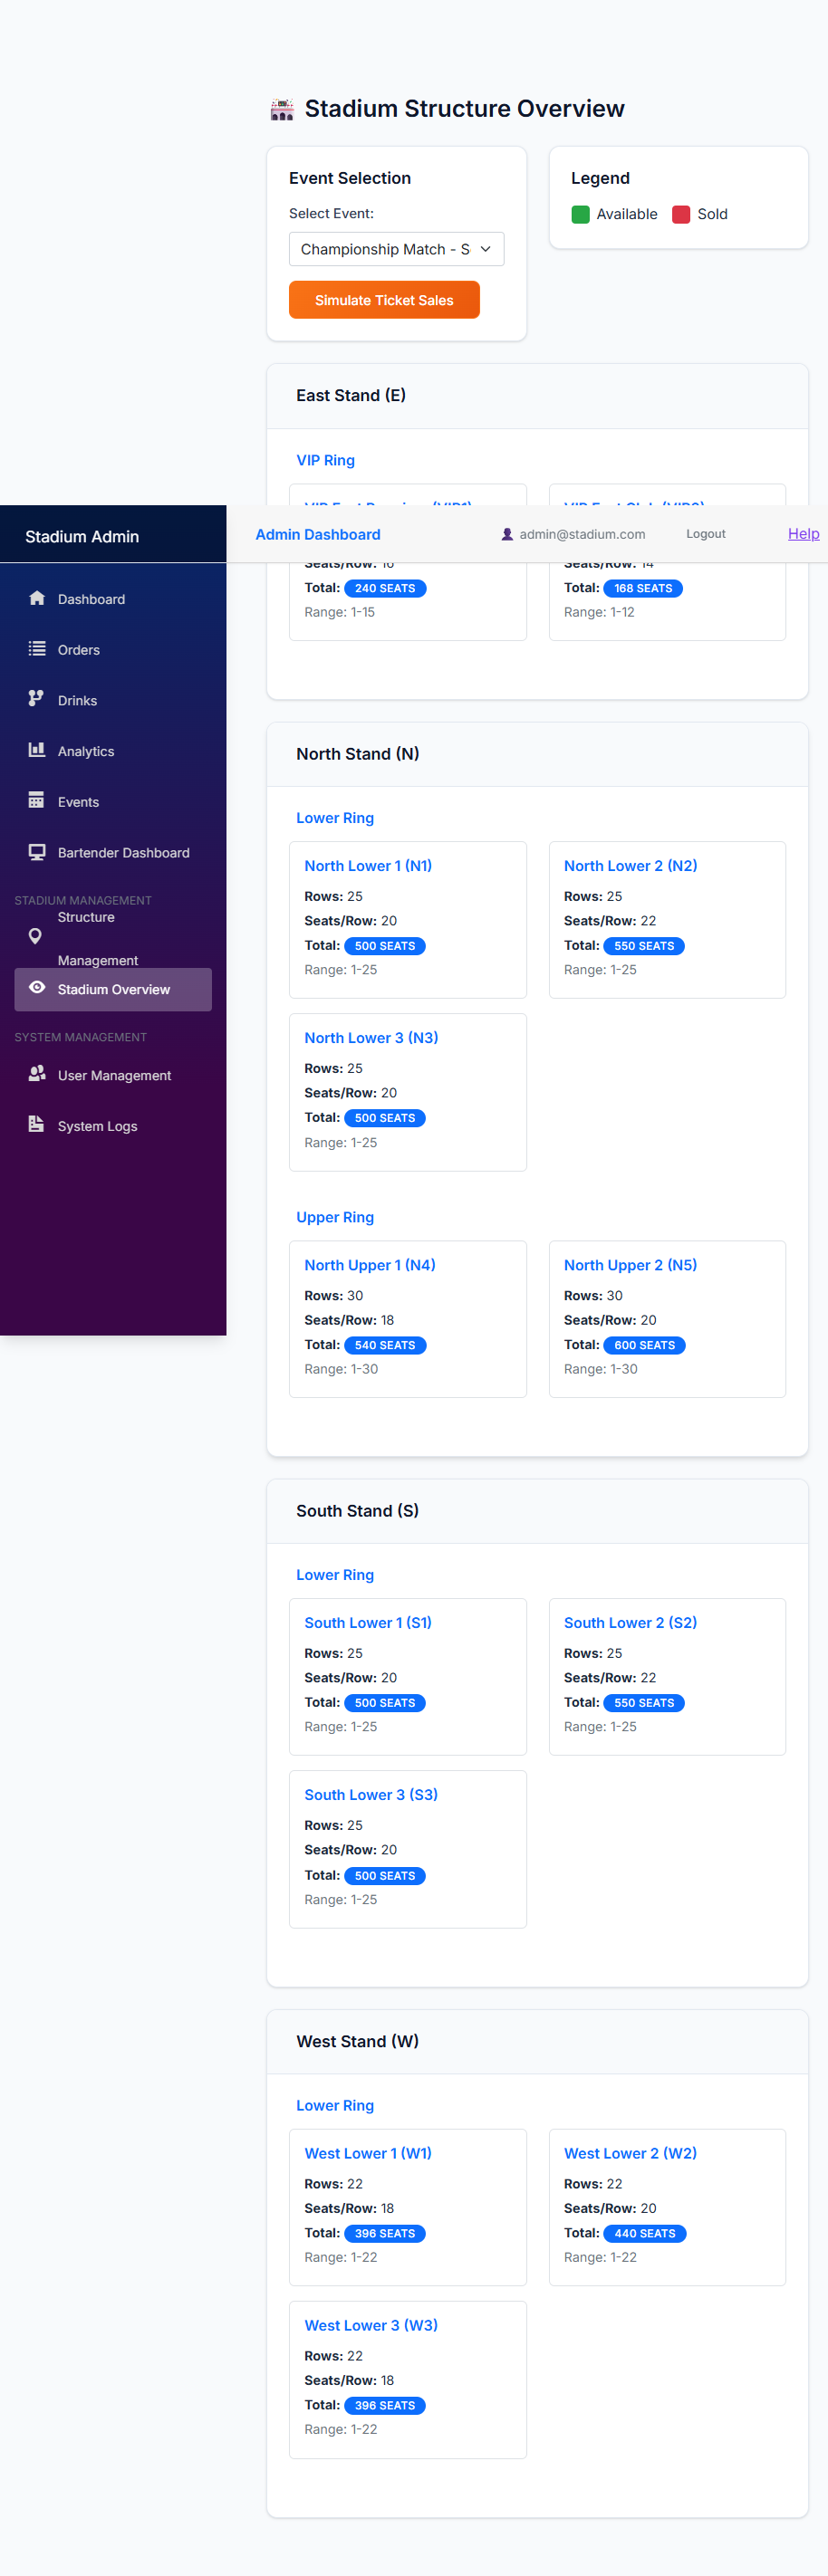 Stadium Structure Overview
Event Selection
Select Event:
Championship Match - S
Simulate Ticket Sales
Legend
Available
Sold
East Stand (E)
VIP Ring
Stadium Admin
Admin Dashboard
admin@stadium.com
Logout
Help
Dashboard
Orders
Drinks
Analytics
Events
Bartender Dashboard
STADIUM MANAGEMENT
Structure
Management
Stadium Overview
SYSTEM MANAGEMENT
User Management
System Logs
Seats/Row: 16
Total: 240 SEATS
Range: 1-15
Seats/Row: 14
Total: 168 SEATS
Range: 1-12
North Stand (N)
Lower Ring
North Lower 1 (N1)
Rows: 25
Seats/Row: 20
Total: 500 SEATS
Range: 1-25
North Lower 2 (N2)
Rows: 25
Seats/Row: 22
Total: 550 SEATS
Range: 1-25
North Lower 3 (N3)
Rows: 25
Seats/Row: 20
Total: 500 SEATS
Range: 1-25
Upper Ring
North Upper 1 (N4)
Rows: 30
Seats/Row: 18
Total: 540 SEATS
Range: 1-30
North Upper 2 (N5)
Rows: 30
Seats/Row: 20
Total: 600 SEATS
Range: 1-30
South Stand (S)
Lower Ring
South Lower 1 (S1)
Rows: 25
Seats/Row: 20
Total: 500 SEATS
Range: 1-25
South Lower 2 (S2)
Rows: 25
Seats/Row: 22
Total: 550 SEATS
Range: 1-25
South Lower 3 (S3)
Rows: 25
Seats/Row: 20
Total: 500 SEATS
Range: 1-25
West Stand (W)
Lower Ring
West Lower 1 (W1)
Rows: 22
Seats/Row: 18
Total: 396 SEATS
Range: 1-22
West Lower 2 (W2)
Rows: 22
Seats/Row: 20
Total: 440 SEATS
Range: 1-22
West Lower 3 (W3)
Rows: 22
Seats/Row: 18
Total: 396 SEATS
Range: 1-22